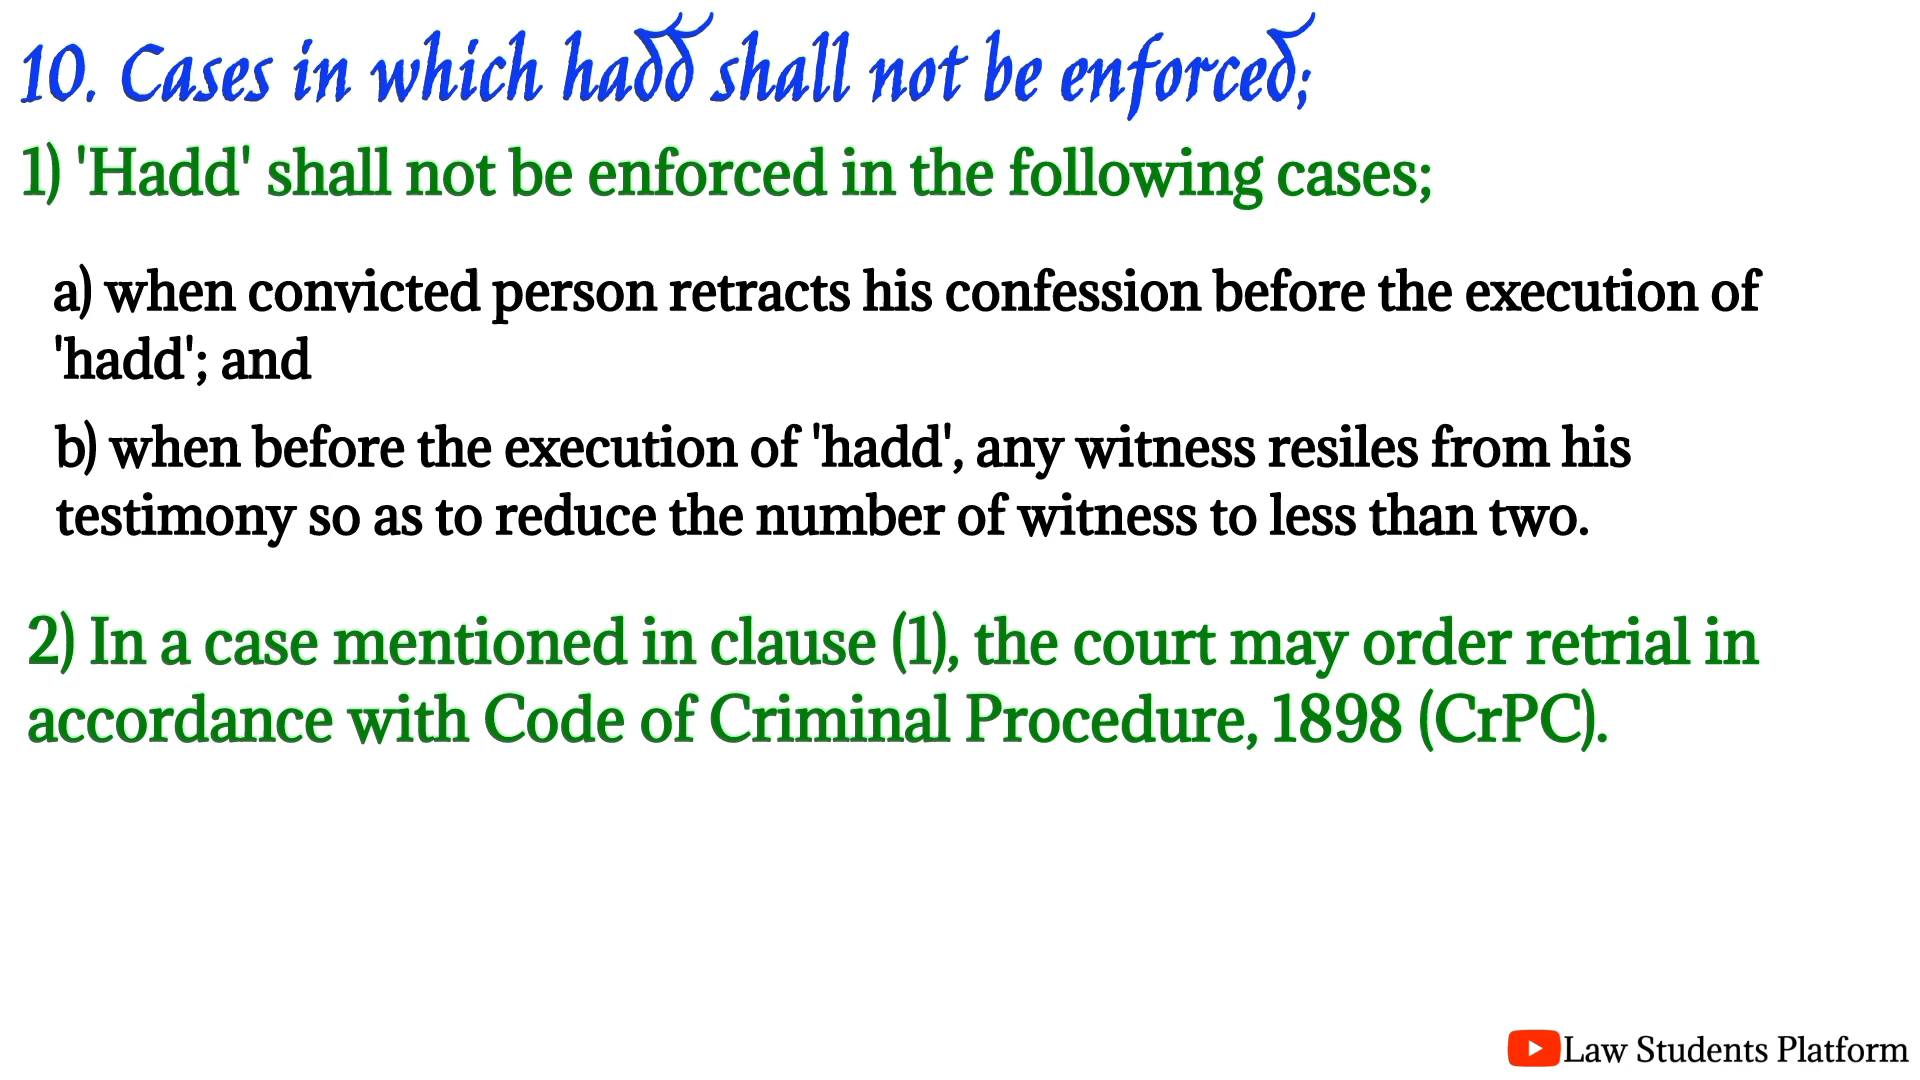 10. Cases in which hadd shall not be enforced;
1) 'Hadd' shall not be enforced in the following cases;
a) when convicted person retracts his confession before the execution of
'hadd'; and
b) when before the execution of 'hadd', any witness resiles from his
testimony so as to reduce the number of witness to less than two.
2) In a case mentioned in clause (1), the court may order retrial in
accordance with Code of Criminal Procedure, 1898 (CrPC).
Law Students Platform